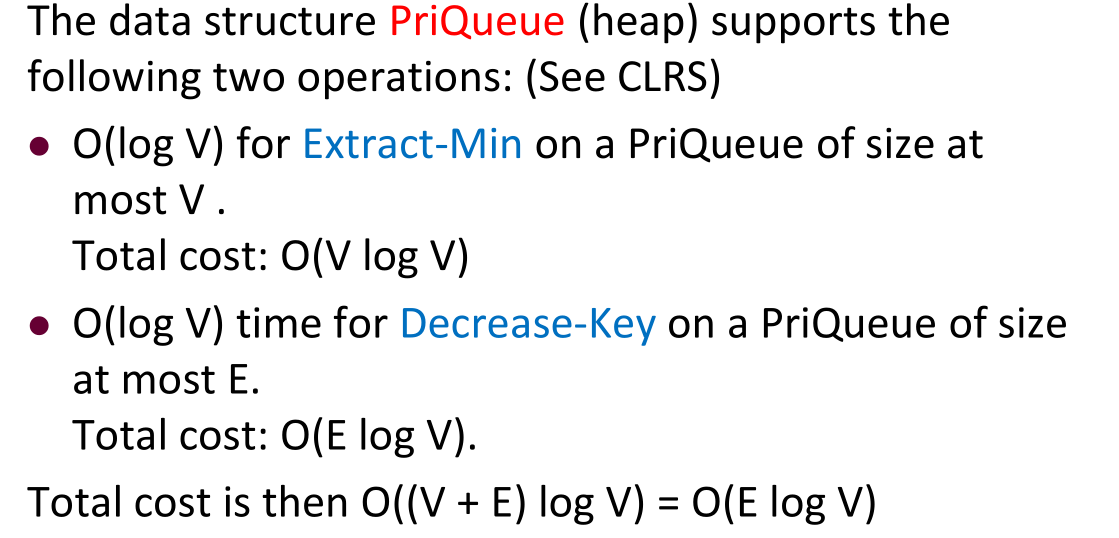 The data structure PriQueue (heap) supports the
following two operations: (See CLRS)
● O(log V) for Extract-Min on a PriQueue of size at
most V .
Total cost: O(V log V)
● O(log V) time for Decrease-Key on a PriQueue of size
at most E.
Total cost: O(E log V).
Total cost is then O((V + E) log V) = O(E log V)